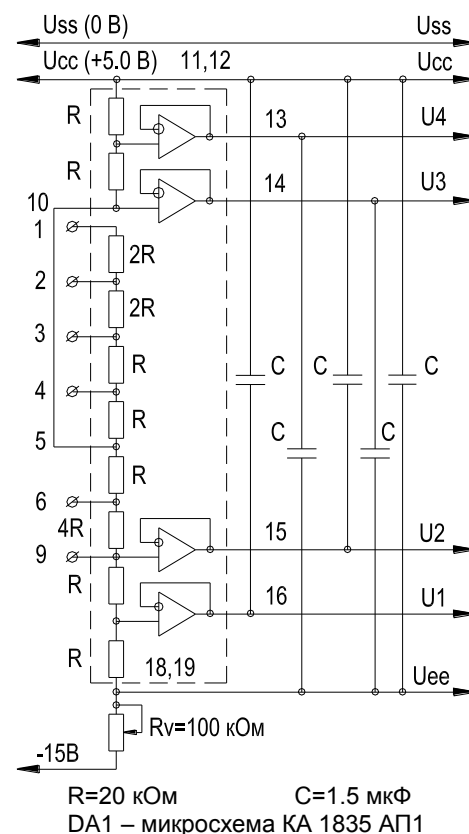 Uss (0 В) Uss
Ucc (+5.0 В) 11,12 Ucc
R 13 U4
R 14 U3
10
1
2R
2
2R
3
R C C C
4
R C C
5
R
6
4R 15 U2
9
R 16 U1
R 18,19 Uee
Rv=100 кОм
-15В
R=20 кОм C=1.5 мкФ
DA1 – микросхема КА 1835 АП1